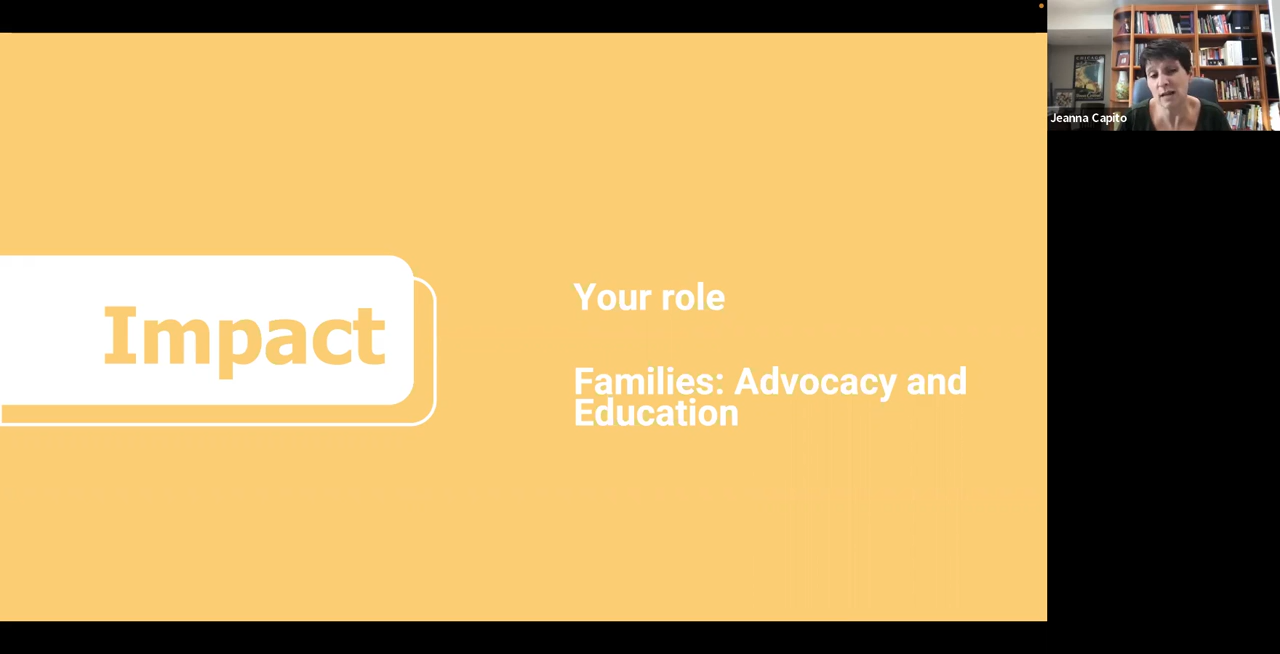 Impact
Your role
Families: Advocacy and
Education
Jeanna Capito